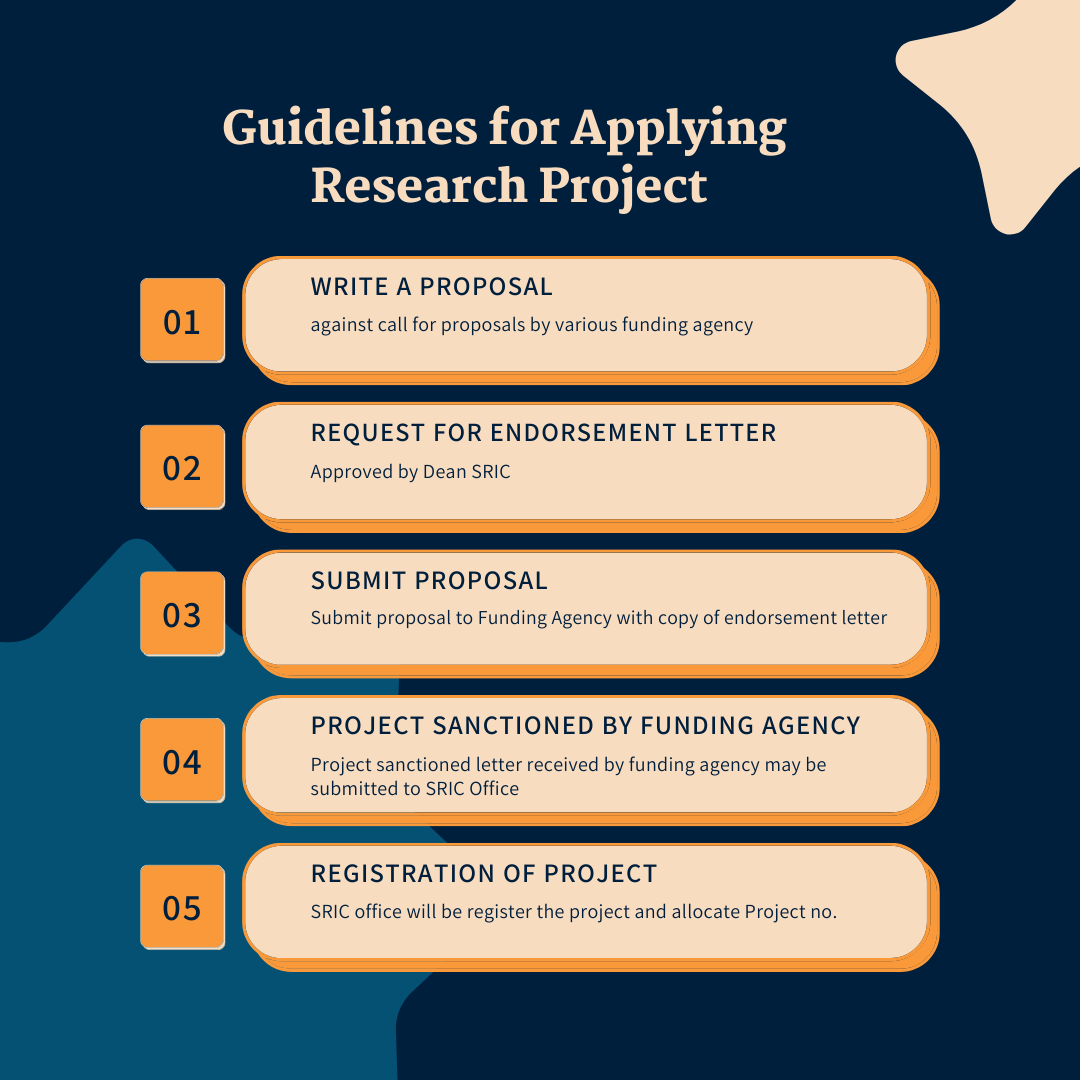 Guidelines for Applying
Research Project
01
WRITE A PROPOSAL
against call for proposals by various funding agency
02
REQUEST FOR ENDORSEMENT LETTER
Approved by Dean SRIC
03
SUBMIT PROPOSAL
Submit proposal to Funding Agency with copy of endorsement letter
04
PROJECT SANCTIONED BY FUNDING AGENCY
Project sanctioned letter received by funding agency may be
submitted to SRIC Office
05
REGISTRATION OF PROJECT
SRIC office will be register the project and allocate Project no.